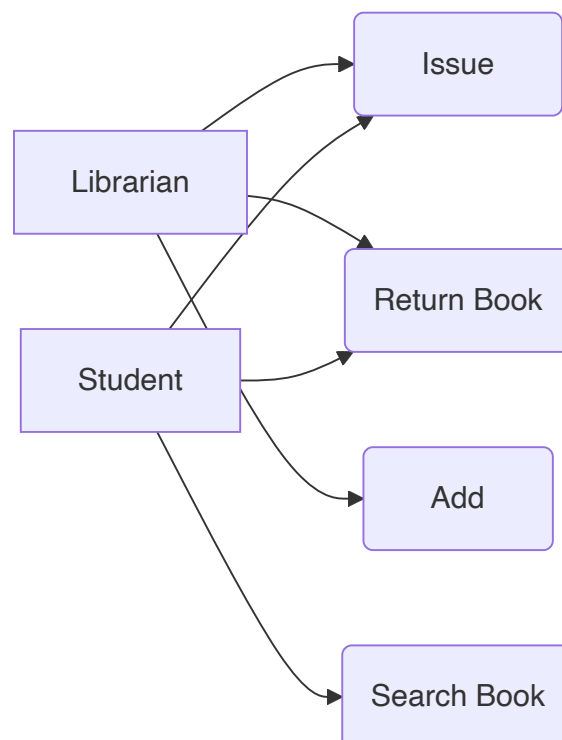 Issue
Librarian
Return Book
Student
Add
Search Book